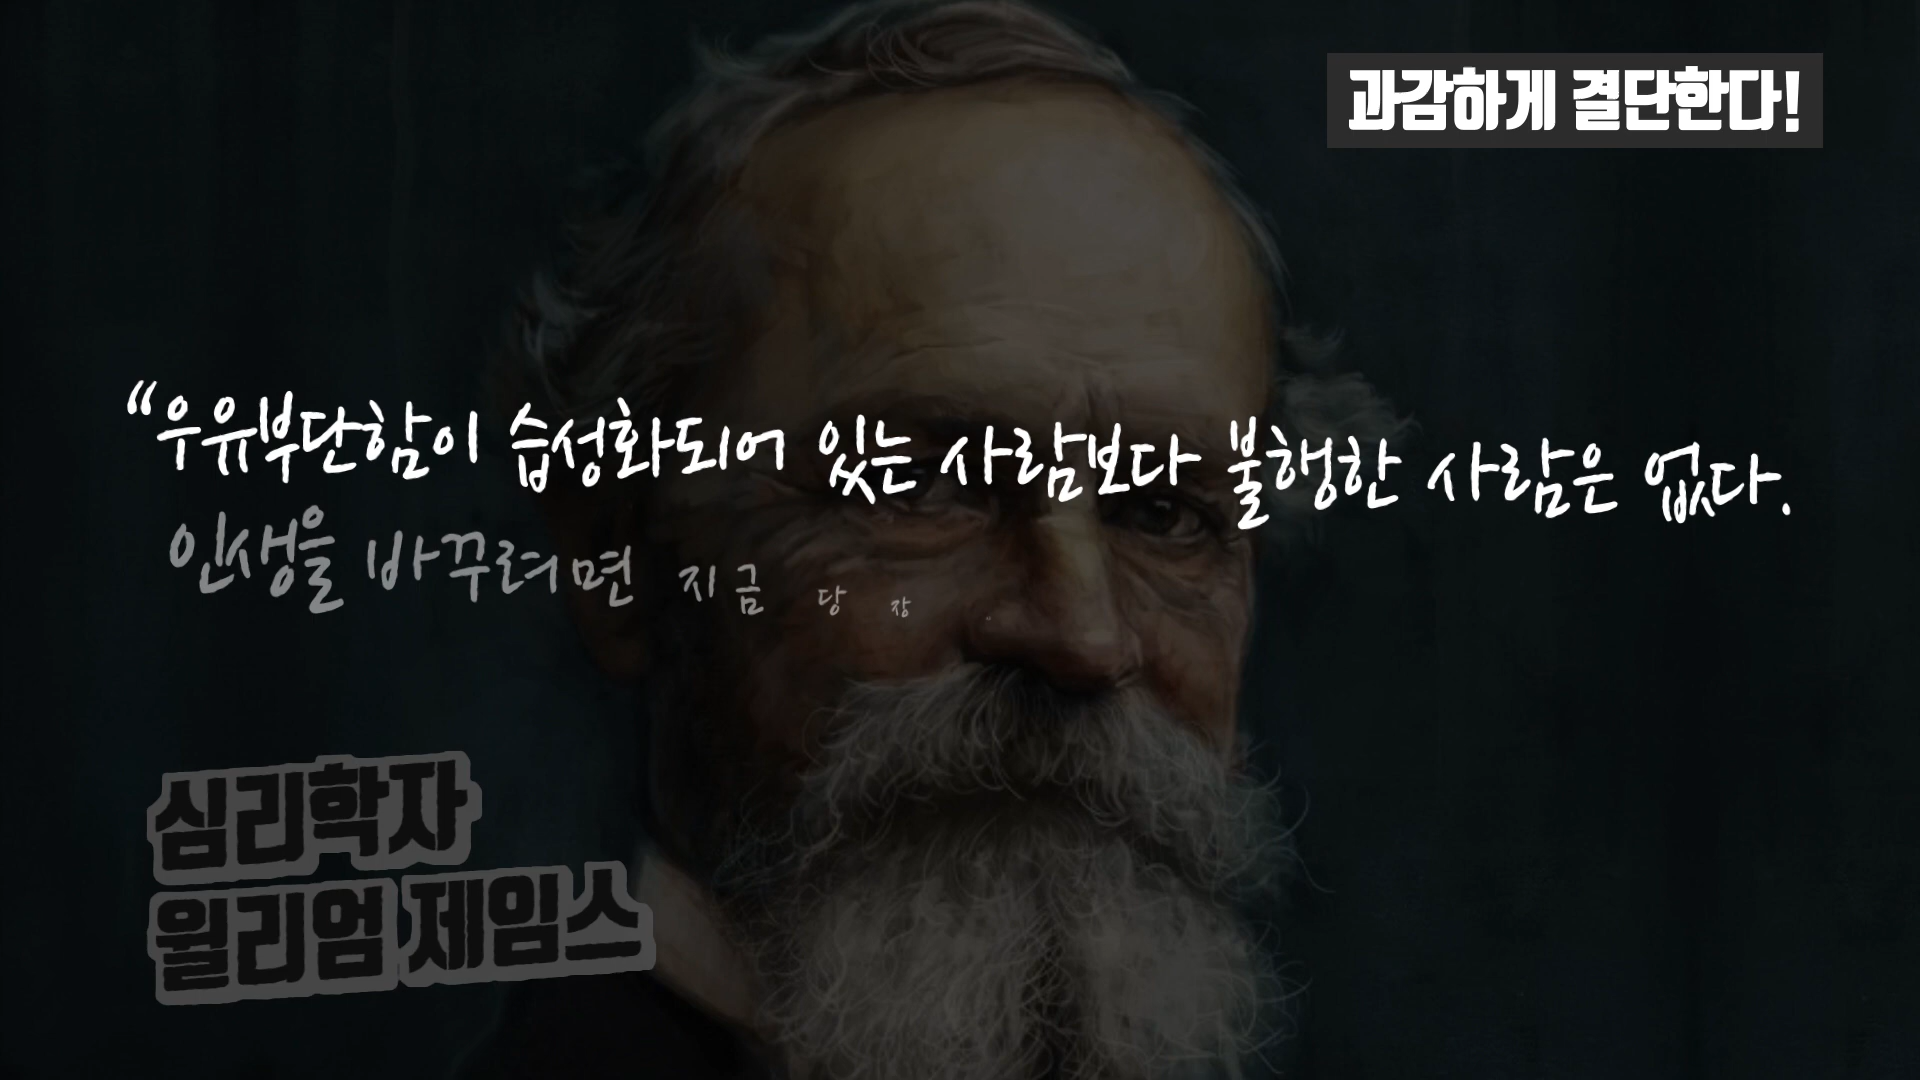 과감하게 결단한다!
“우유부단함이 습성화되어 있는 사람보다 불행한 사람은 없다.
인생을 바꾸려면 지금 당장
심리학자
윌리엄 제임스